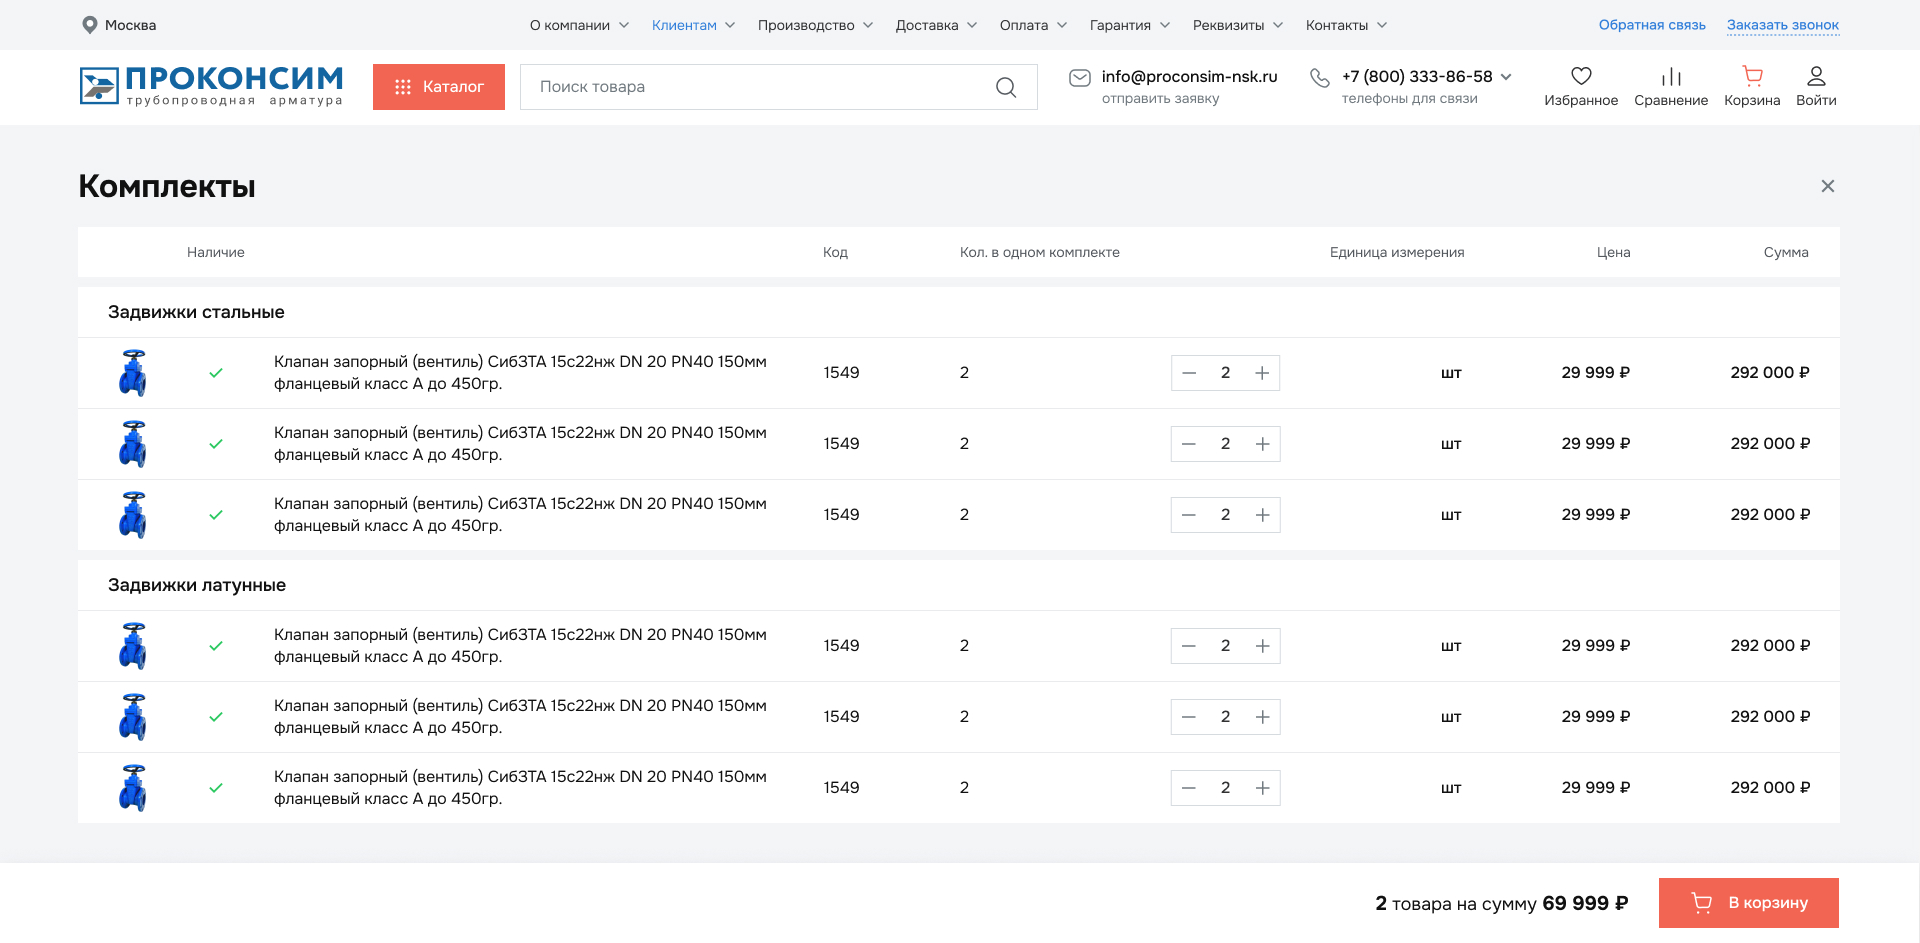 Москва
О компании
Клиентам
Производство
Доставка
Оплата
Гарантия
Реквизиты
Контакты
Обратная связь
Заказать звонок
ПРОКОНСИМ
трубопроводная арматура
Каталог
Поиск товара
info@proconsim-nsk.ru
отправить заявку
+7 (800) 333-86-58
телефоны для связи
Избранное
Сравнение
Корзина
Войти
Комплекты
Наличие
Код
Кол. в одном комплекте
Единица измерения
Цена
Сумма
Задвижки стальные
Клапан запорный (вентиль) СибЗТА 15с22нж DN 20 PN40 150мм
фланцевый класс А до 450гр.
1549
2
2
шт
29 999 ₽
292 000 ₽
Клапан запорный (вентиль) СибЗТА 15с22нж DN 20 PN40 150мм
фланцевый класс А до 450гр.
1549
2
2
шт
29 999 ₽
292 000 ₽
Клапан запорный (вентиль) СибЗТА 15с22нж DN 20 PN40 150мм
фланцевый класс А до 450гр.
1549
2
2
шт
29 999 ₽
292 000 ₽
Задвижки латунные
Клапан запорный (вентиль) СибЗТА 15с22нж DN 20 PN40 150мм
фланцевый класс А до 450гр.
1549
2
2
шт
29 999 ₽
292 000 ₽
Клапан запорный (вентиль) СибЗТА 15с22нж DN 20 PN40 150мм
фланцевый класс А до 450гр.
1549
2
2
шт
29 999 ₽
292 000 ₽
Клапан запорный (вентиль) СибЗТА 15с22нж DN 20 PN40 150мм
фланцевый класс А до 450гр.
1549
2
2
шт
29 999 ₽
292 000 ₽
2 товара на сумму 69 999 ₽
В корзину